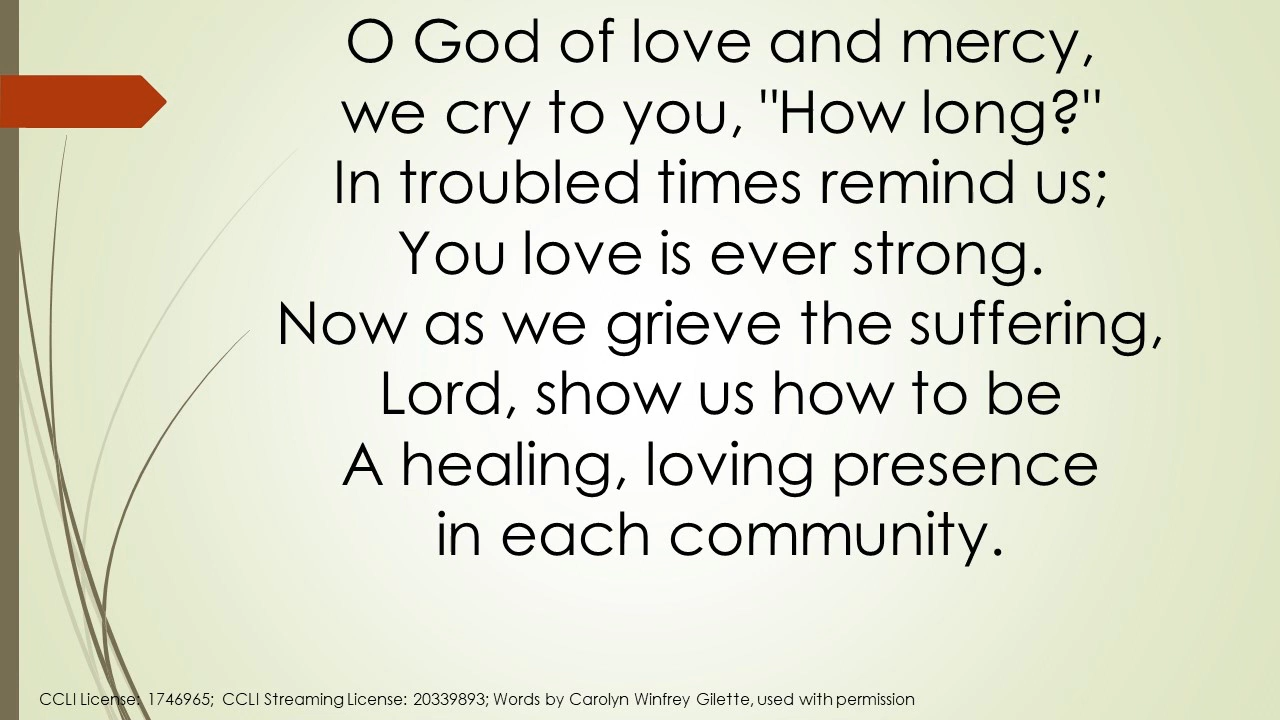 O God of love and mercy,
we cry to you, "How long?"
In troubled times remind us;
You love is ever strong.
Now as we grieve the suffering,
Lord, show us how to be
A healing, loving presence
in each community.
CCLI License: 1746965; CCLI Streaming License: 20339893; Words by Carolyn Winfrey Gilette, used with permission